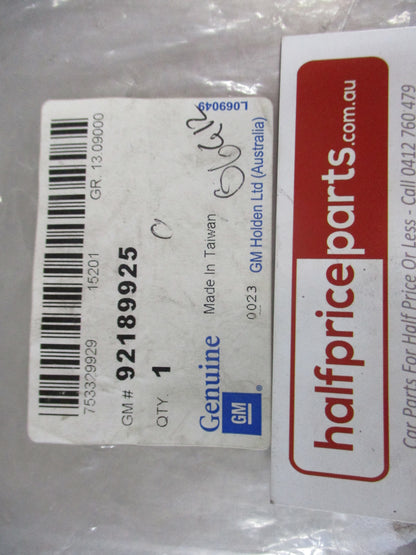 753329929 15201 GR. 13.09000
GM # 92189925
QTY. 1
Genuine Made In Taiwan
GM ®
0023 GM Holden Ltd (Australia)
L069049
halfpriceparts.com.au
Car Parts For Half Price Or Less - Call 0412 760 479